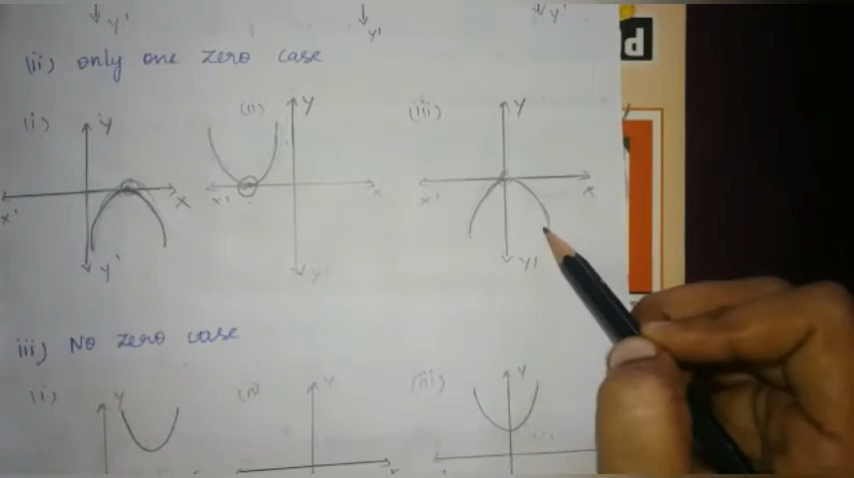 Y' Y' Y'
(ii) only one zero case
P
(i) Y (ii) Y (iii) Y
X' X X' X X' X
Y' Y' Y'
iii) No zero case
(i) Y (ii) Y (iii) Y